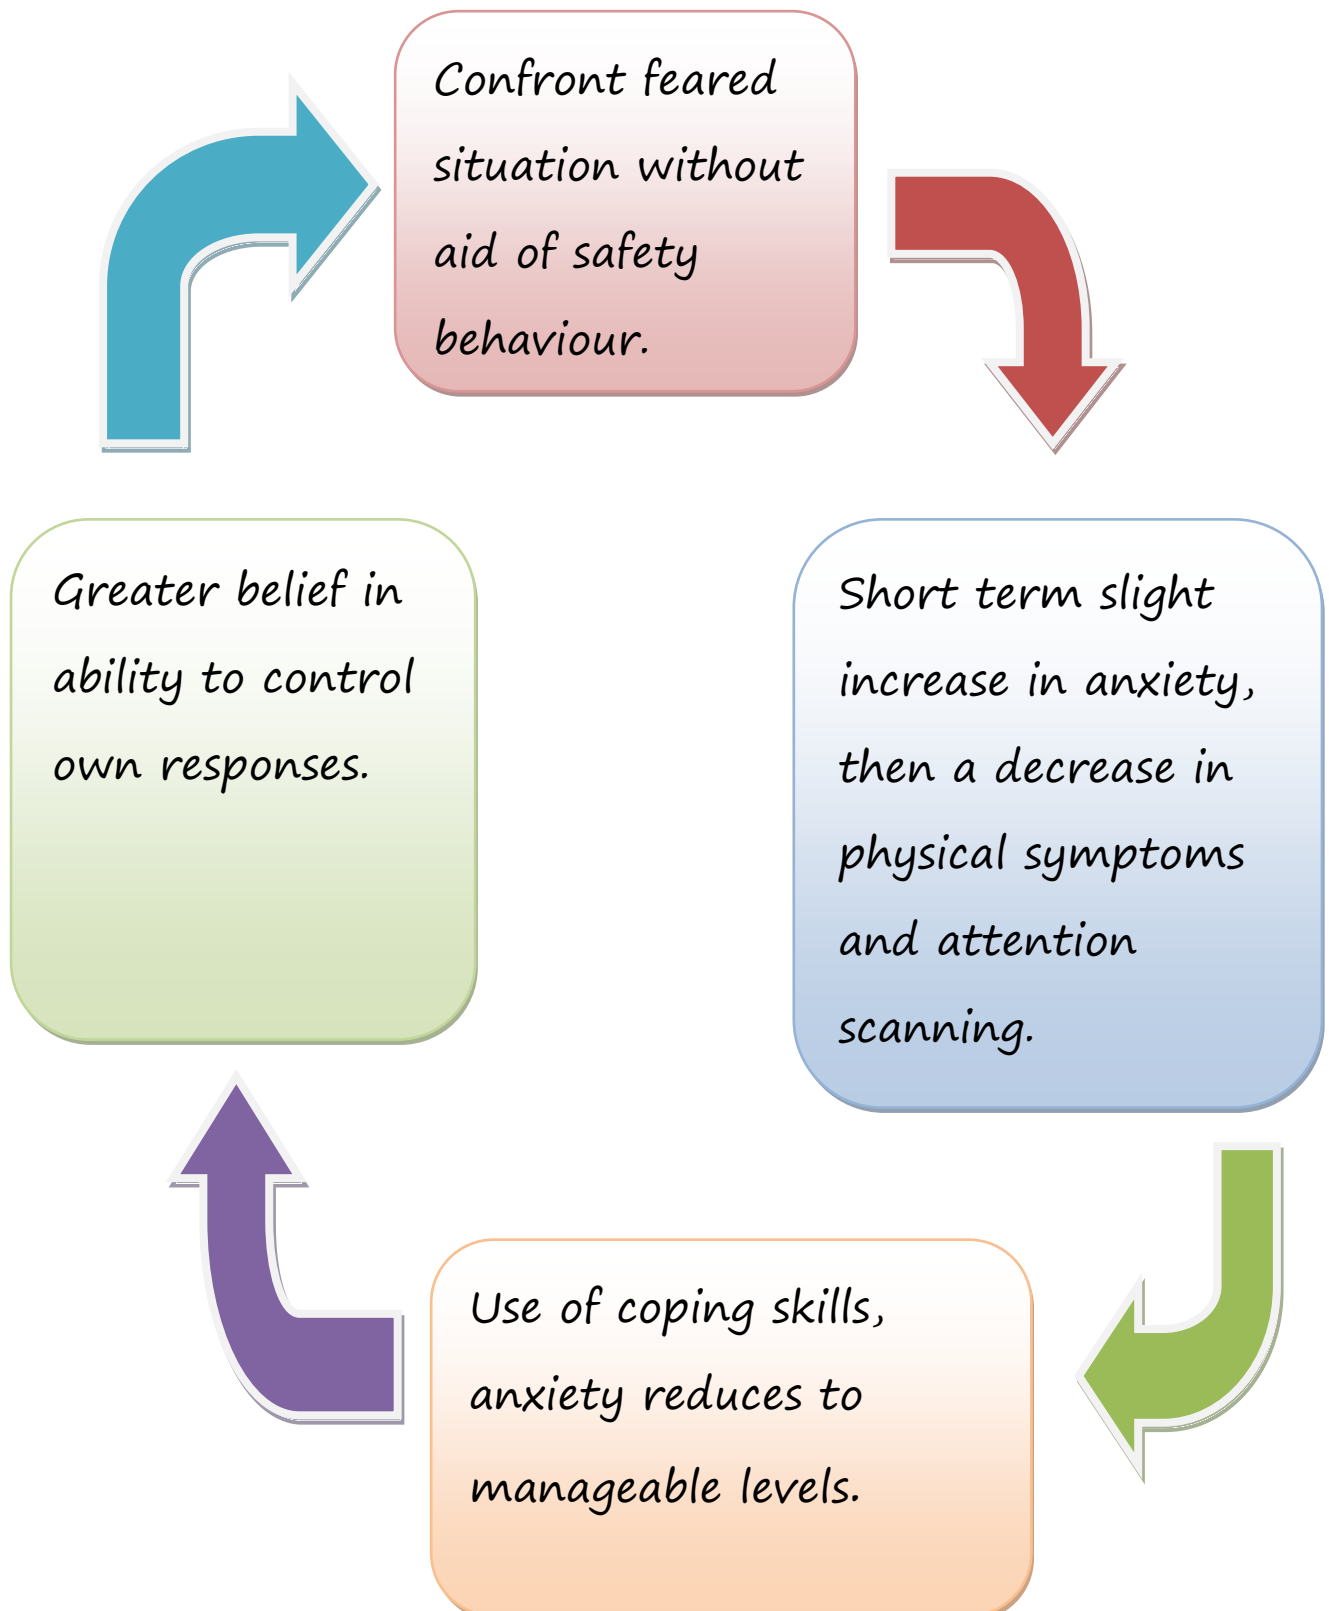 Confront feared
situation without
aid of safety
behaviour.
Short term slight
increase in anxiety,
then a decrease in
physical symptoms
and attention
scanning.
Use of coping skills,
anxiety reduces to
manageable levels.
Greater belief in
ability to control
own responses.